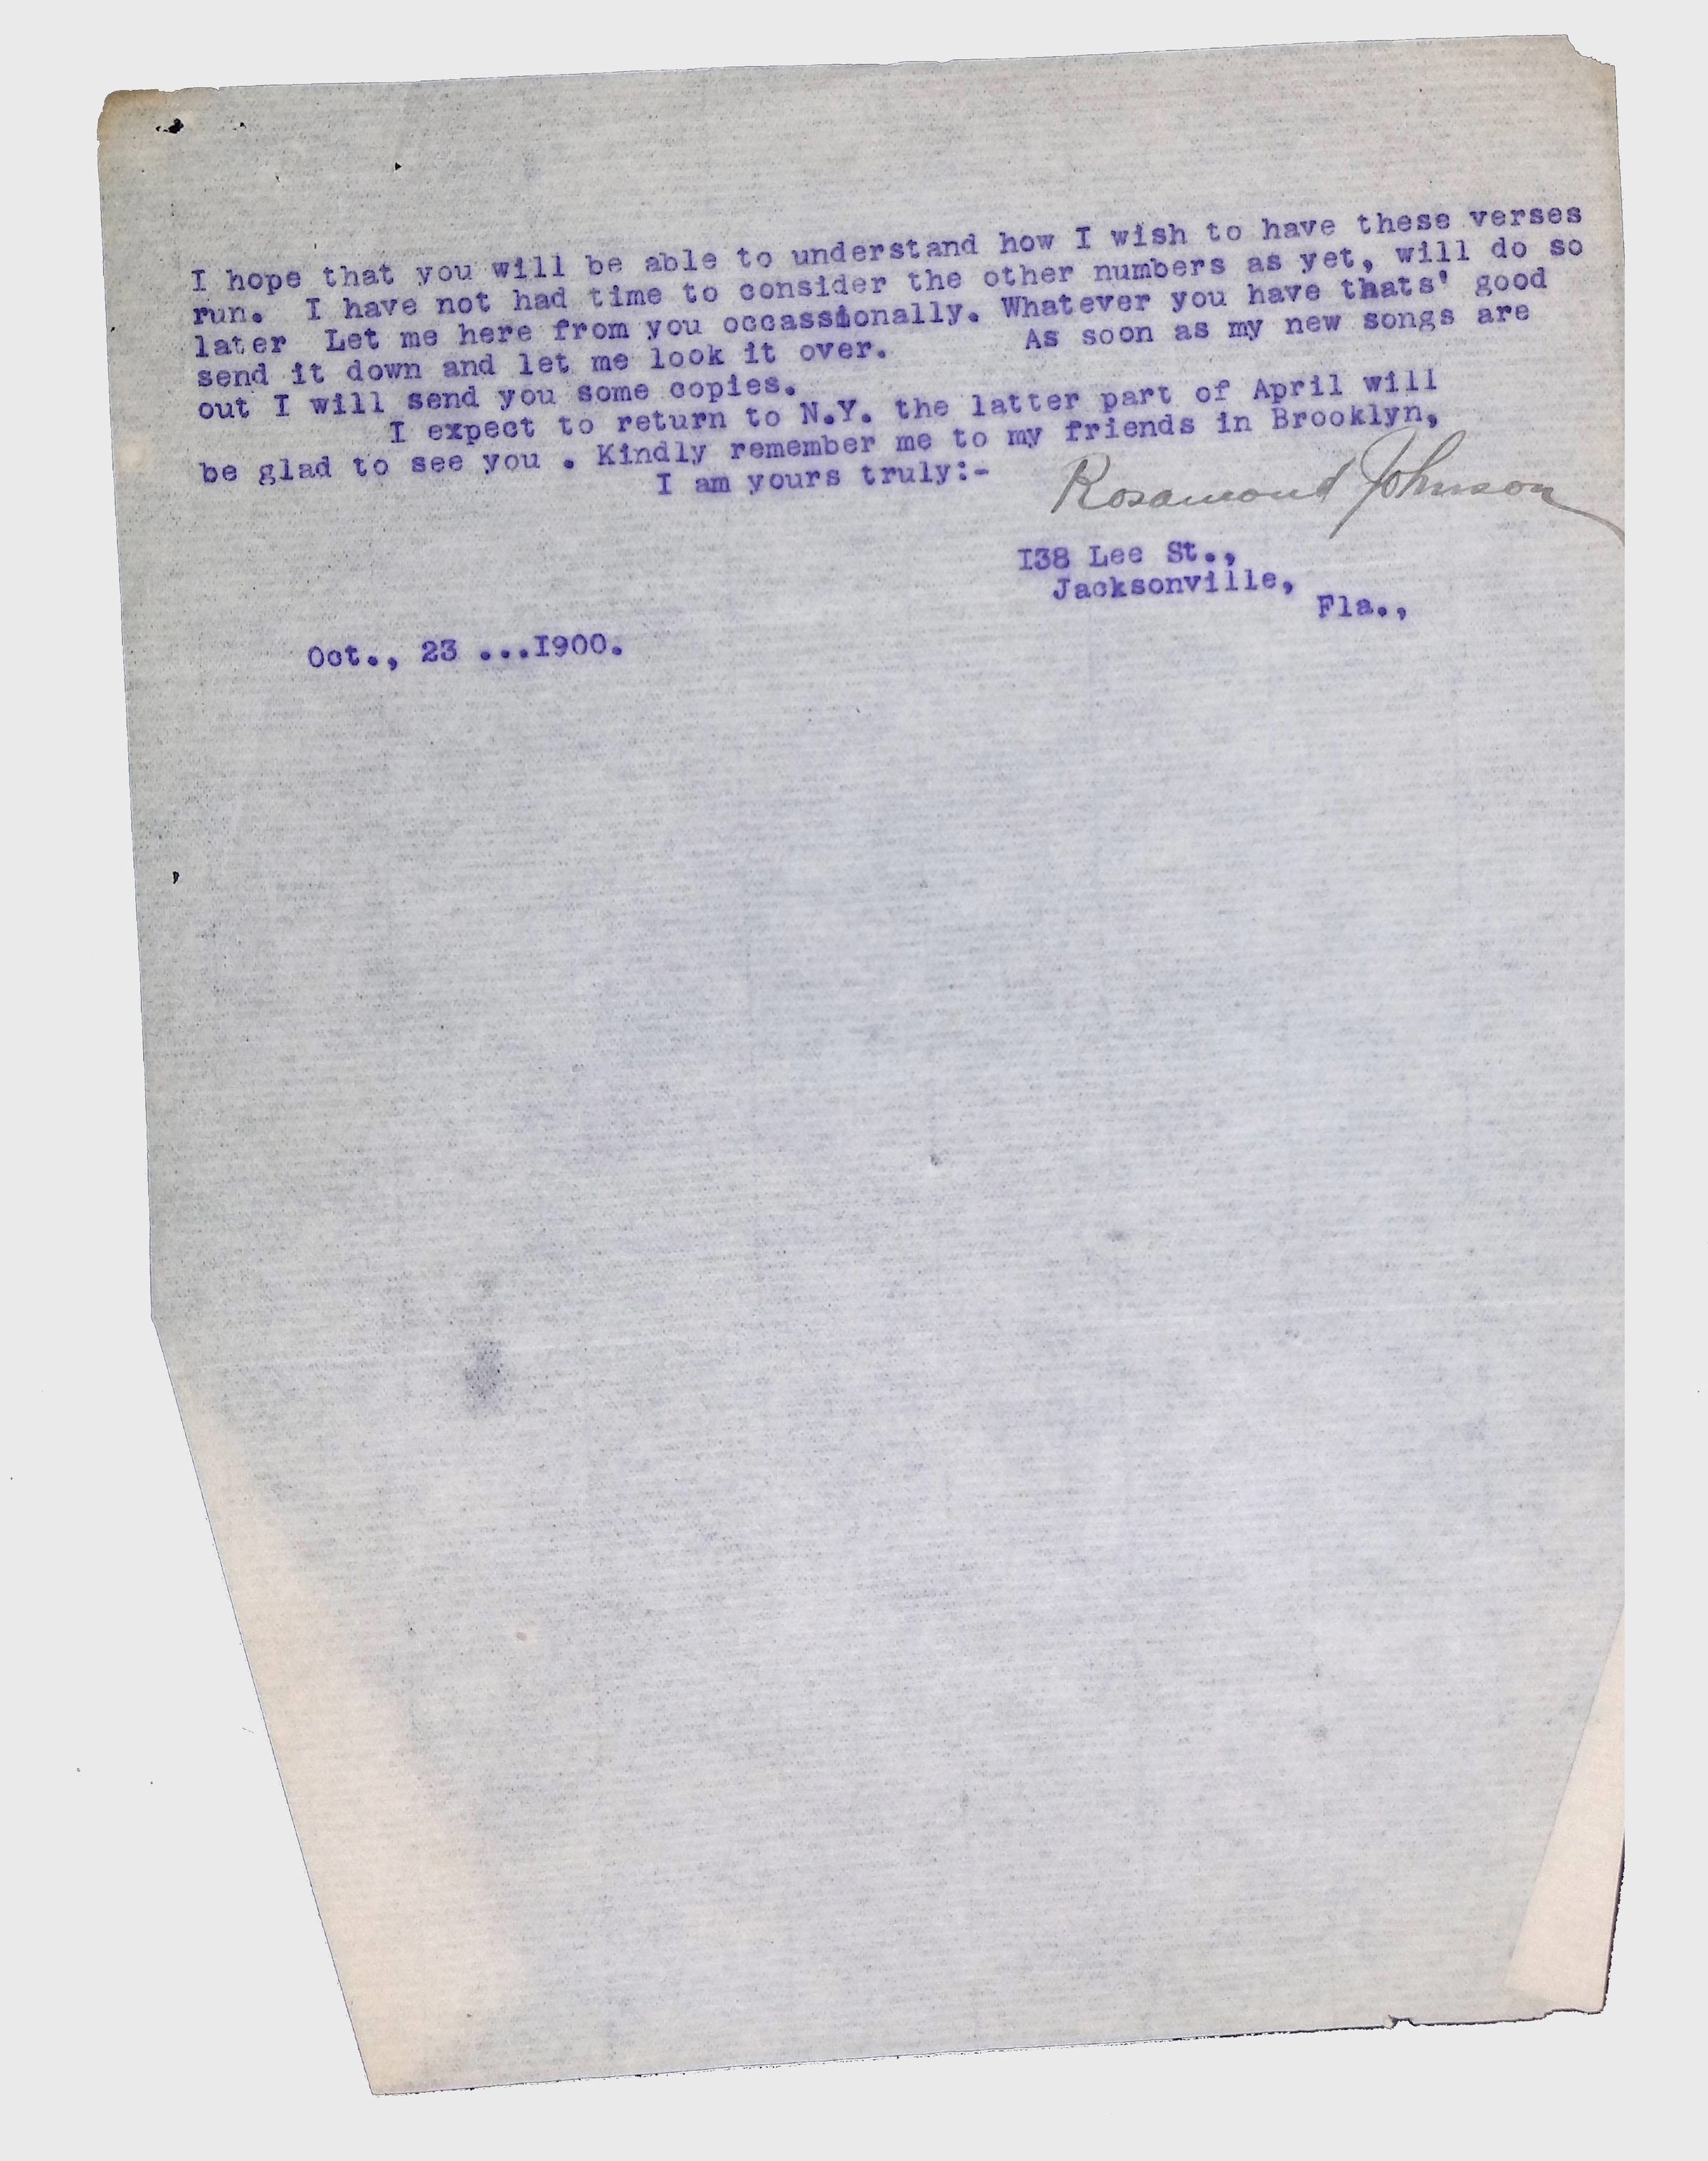 I hope that you will be able to understand how I wish to have these verses
run. I have not had time to consider the other numbers as yet, will do so
later Let me here from you occassionally. Whatever you have thats' good
send it down and let me look it over. As soon as my new songs are
out I will send you some copies.
I expect to return to N.Y. the latter part of April will
be glad to see you . Kindly remember me to my friends in Brooklyn,
I am yours truly:-
Rosamond Johnson
I38 Lee St.,
Jacksonville,
Fla.,
Oct., 23 ...I900.